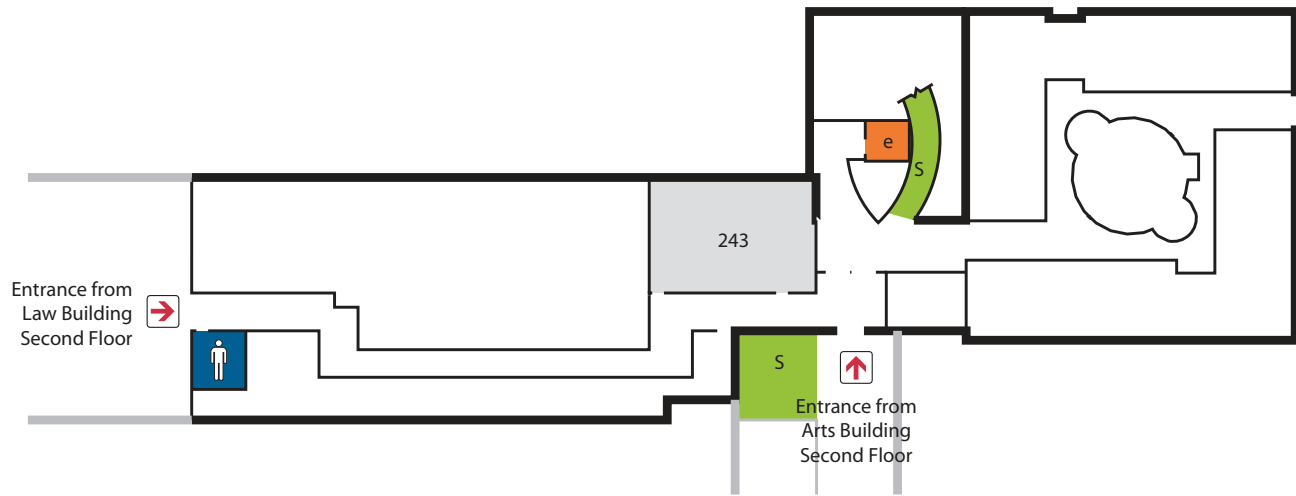 e
S
243
Entrance from
Law Building
Second Floor
S
Entrance from
Arts Building
Second Floor